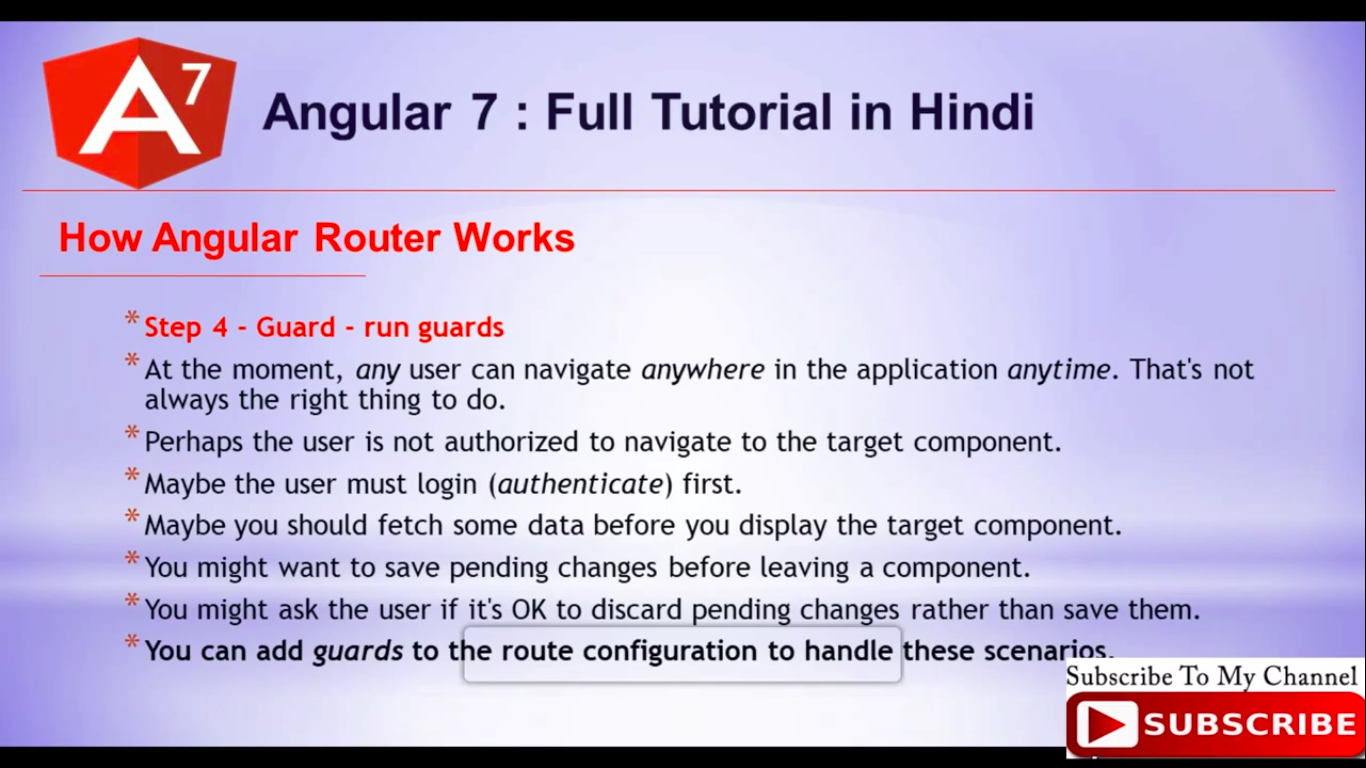 A7
Angular 7 : Full Tutorial in Hindi
How Angular Router Works
* Step 4 - Guard - run guards
* At the moment, any user can navigate anywhere in the application anytime. That's not
always the right thing to do.
* Perhaps the user is not authorized to navigate to the target component.
* Maybe the user must login (authenticate) first.
* Maybe you should fetch some data before you display the target component.
* You might want to save pending changes before leaving a component.
* You might ask the user if it's OK to discard pending changes rather than save them.
* You can add guards to the route configuration to handle these scenarios.
Subscribe To My Channel
SUBSCRIBE